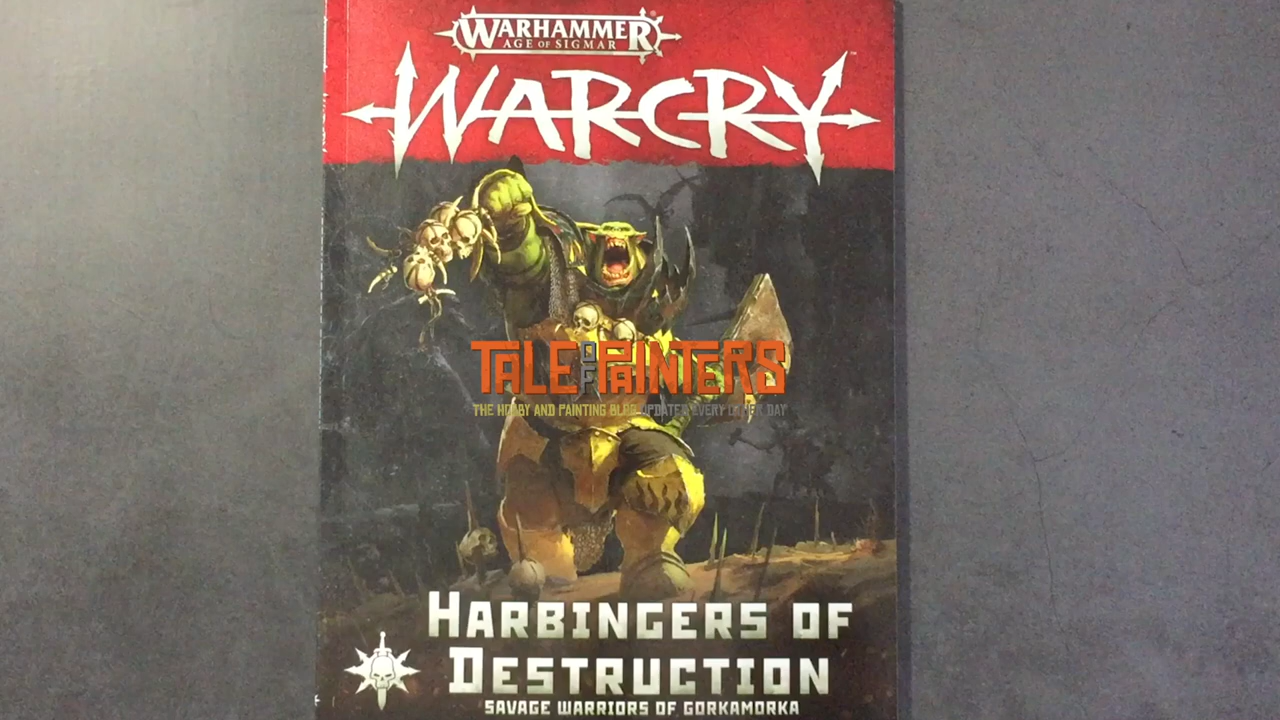 WARHAMMER
AGE OF SIGMAR
WARCRY
TALE OF PAINTERS
THE HOBBY AND PAINTING BLOG UPDATED EVERY OTHER DAY
HARBINGERS OF
DESTRUCTION
SAVAGE WARRIORS OF GORKAMORKA